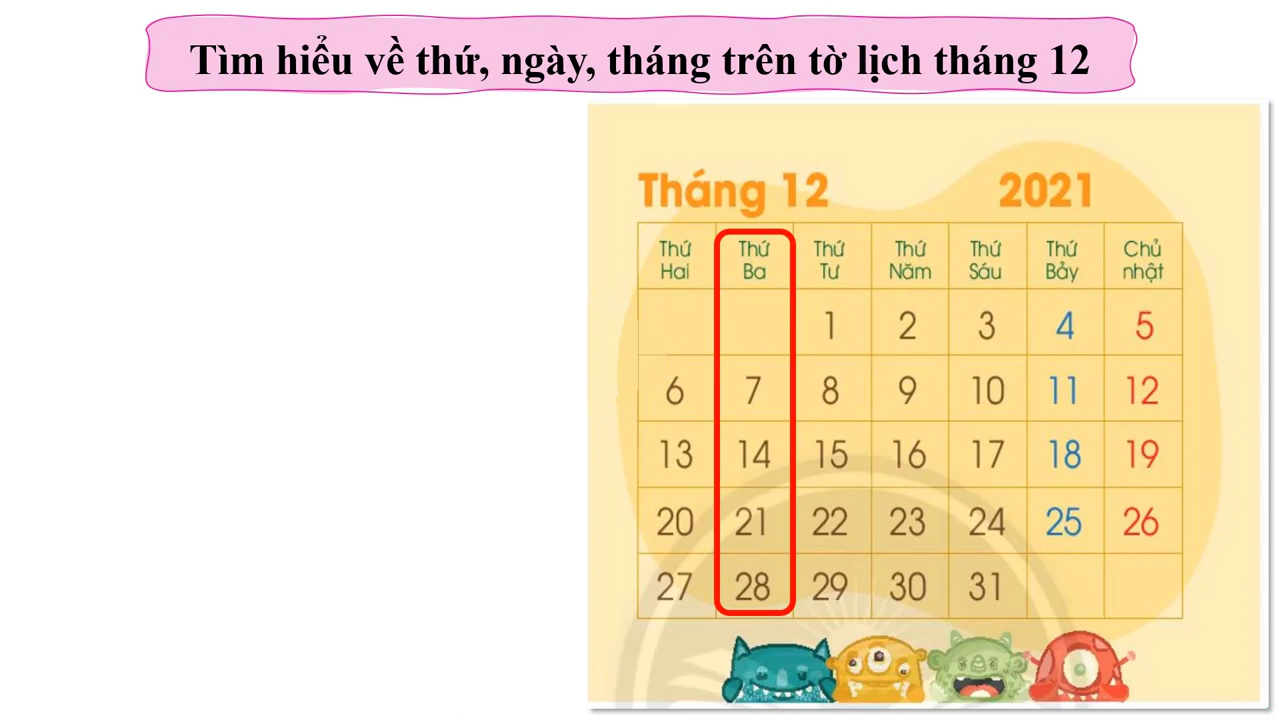 Tìm hiểu về thứ, ngày, tháng trên tờ lịch tháng 12
Tháng 12 2021
Thứ Hai Thứ Ba Thứ Tư Thứ Năm Thứ Sáu Thứ Bảy Chủ nhật
1 2 3 4 5
6 7 8 9 10 11 12
13 14 15 16 17 18 19
20 21 22 23 24 25 26
27 28 29 30 31